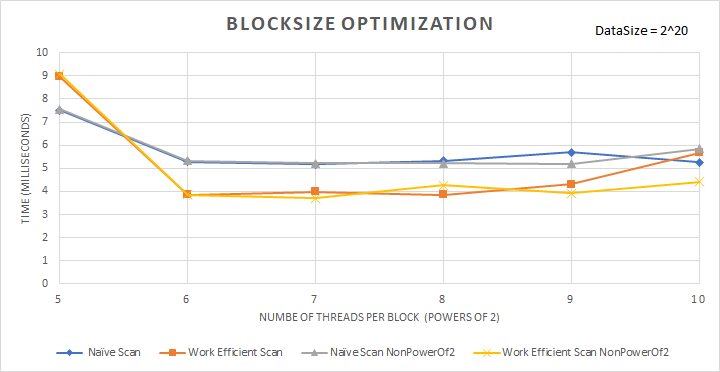 BLOCKSIZE OPTIMIZATION
DataSize = 2^20
10
9
8
7
6
5
4
3
2
1
0
TIME (MILLISECONDS)
5 6 7 8 9 10
NUMBE OF THREADS PER BLOCK (POWERS OF 2)
Naïve Scan Work Efficient Scan Naïve Scan NonPowerOf2 Work Efficient Scan NonPowerOf2